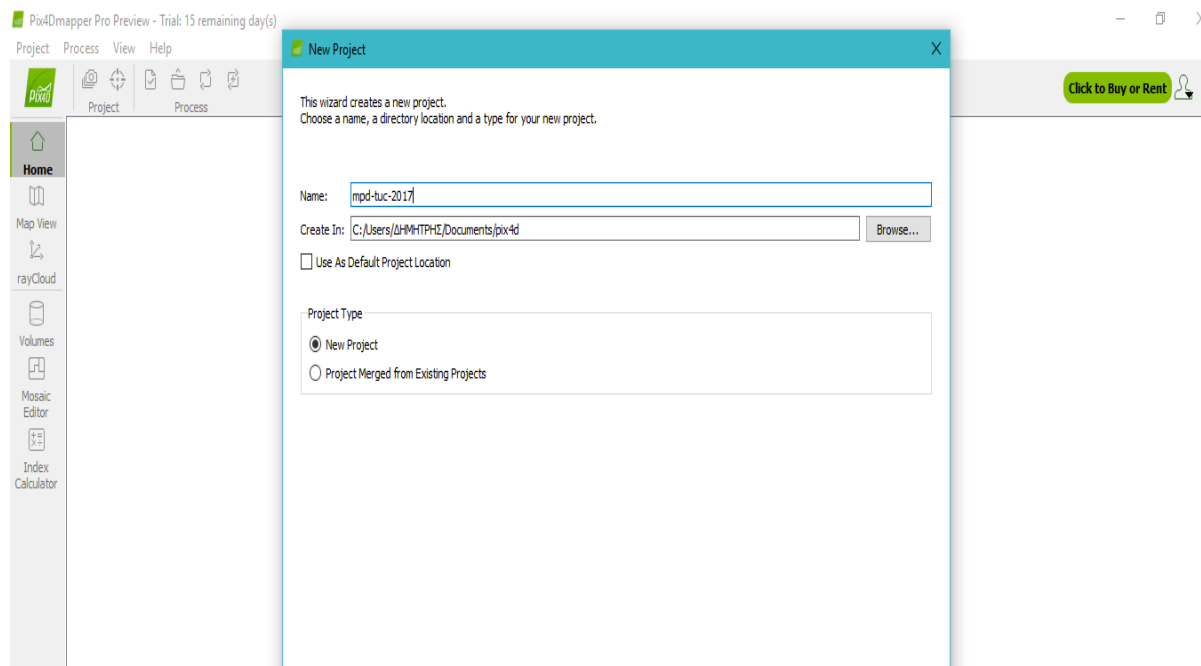 Pix4Dmapper Pro Preview - Trial: 15 remaining day(s)
Project Process View Help
PIX4D
Project
Process
Click to Buy or Rent
Home
Map View
rayCloud
Volumes
Mosaic
Editor
Index
Calculator
New Project
This wizard creates a new project.
Choose a name, a directory location and a type for your new project.
Name: mpd-tuc-2017
Create In: C:/Users/ΔΗΜΗΤΡΗΣ/Documents/pix4d Browse...
Use As Default Project Location
Project Type
New Project
Project Merged from Existing Projects